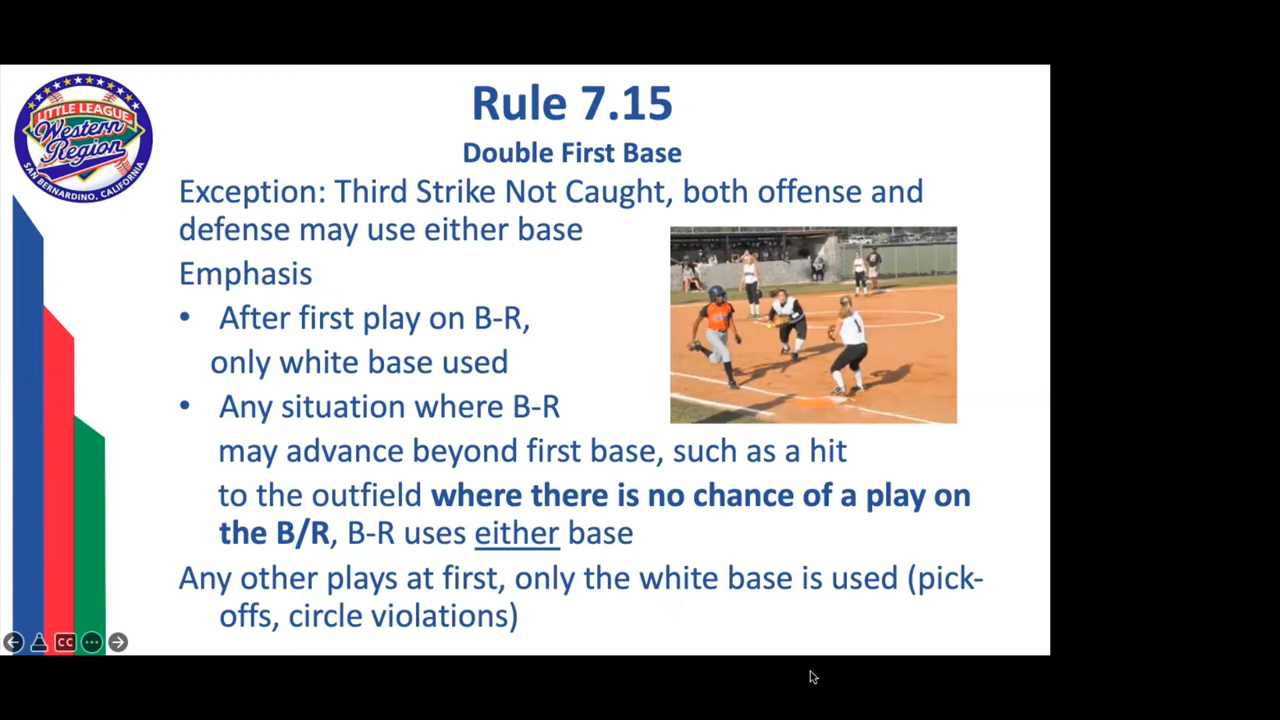 LITTLE LEAGUE
Western
Region
SAN BERNARDINO, CALIFORNIA
Rule 7.15
Double First Base
Exception: Third Strike Not Caught, both offense and
defense may use either base
Emphasis
• After first play on B-R,
only white base used
• Any situation where B-R
may advance beyond first base, such as a hit
to the outfield where there is no chance of a play on
the B/R, B-R uses either base
Any other plays at first, only the white base is used (pick-
offs, circle violations)
1
CC